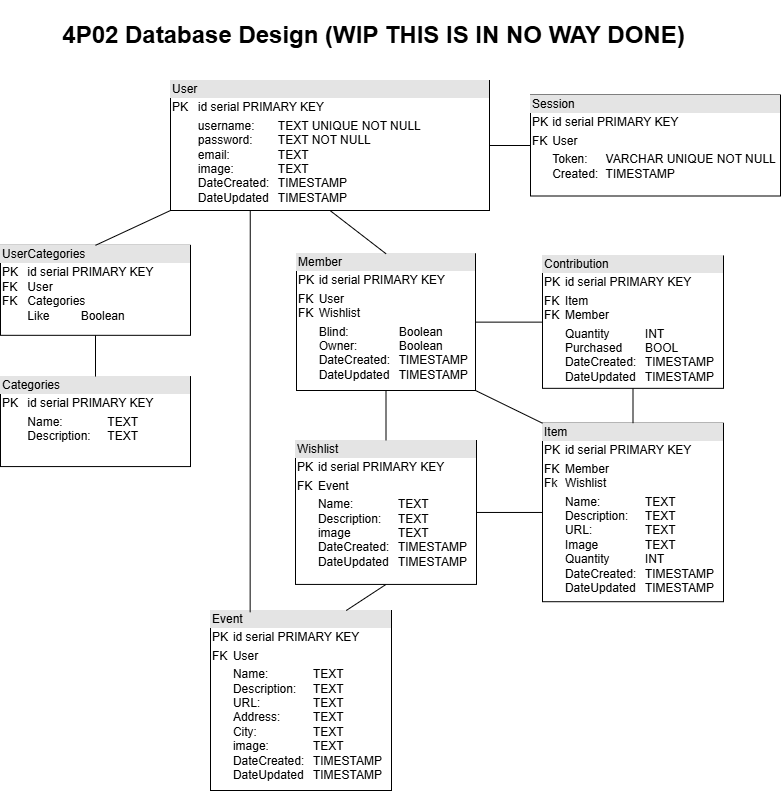 4P02 Database Design (WIP THIS IS IN NO WAY DONE)
User
PK id serial PRIMARY KEY
username: TEXT UNIQUE NOT NULL
password: TEXT NOT NULL
email: TEXT
image: TEXT
DateCreated: TIMESTAMP
DateUpdated TIMESTAMP
Session
PK id serial PRIMARY KEY
FK User
Token: VARCHAR UNIQUE NOT NULL
Created: TIMESTAMP
UserCategories
PK id serial PRIMARY KEY
FK User
FK Categories
Like Boolean
Member
PK id serial PRIMARY KEY
FK User
FK Wishlist
Blind: Boolean
Owner: Boolean
DateCreated: TIMESTAMP
DateUpdated TIMESTAMP
Contribution
PK id serial PRIMARY KEY
FK Item
FK Member
Quantity INT
Purchased BOOL
DateCreated: TIMESTAMP
DateUpdated TIMESTAMP
Categories
PK id serial PRIMARY KEY
Name: TEXT
Description: TEXT
Wishlist
PK id serial PRIMARY KEY
FK Event
Name: TEXT
Description: TEXT
image TEXT
DateCreated: TIMESTAMP
DateUpdated TIMESTAMP
Item
PK id serial PRIMARY KEY
FK Member
Fk Wishlist
Name: TEXT
Description: TEXT
URL: TEXT
Image TEXT
Quantity INT
DateCreated: TIMESTAMP
DateUpdated TIMESTAMP
Event
PK id serial PRIMARY KEY
FK User
Name: TEXT
Description: TEXT
URL: TEXT
Address: TEXT
City: TEXT
image: TEXT
DateCreated: TIMESTAMP
DateUpdated TIMESTAMP